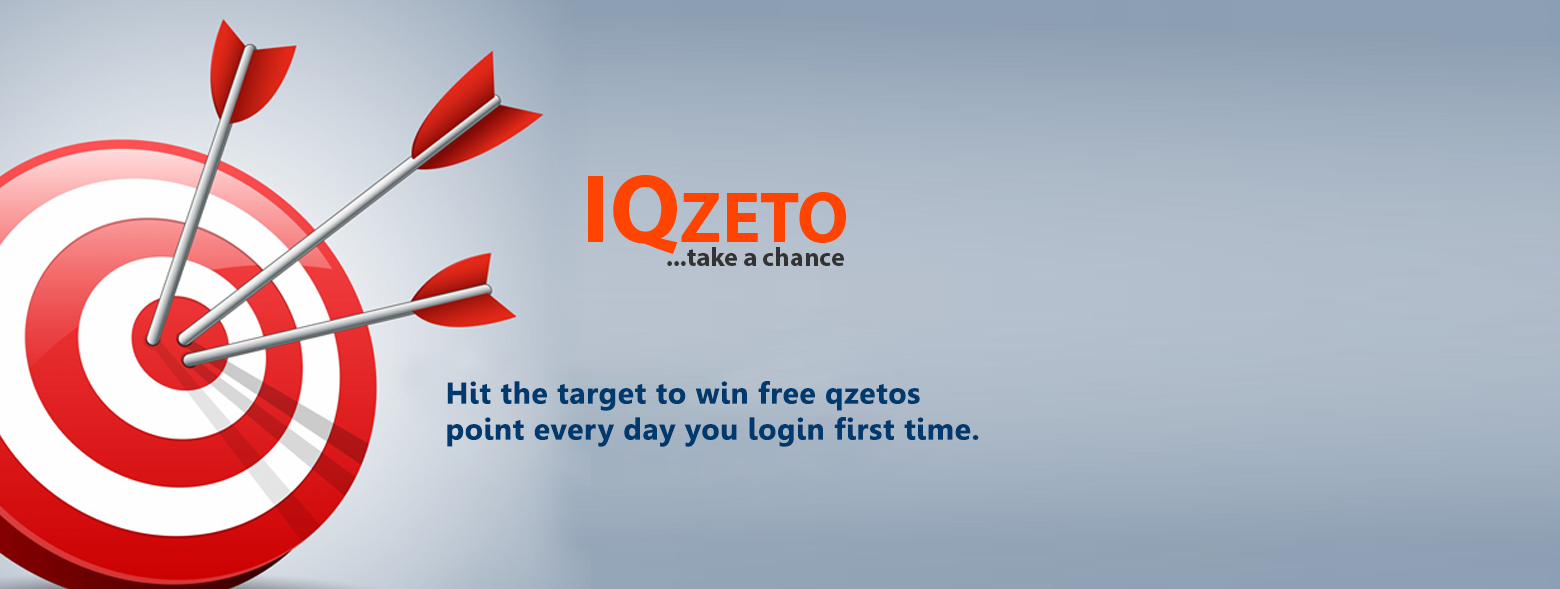 IQZETO
...take a chance
Hit the target to win free qzetos
point every day you login first time.